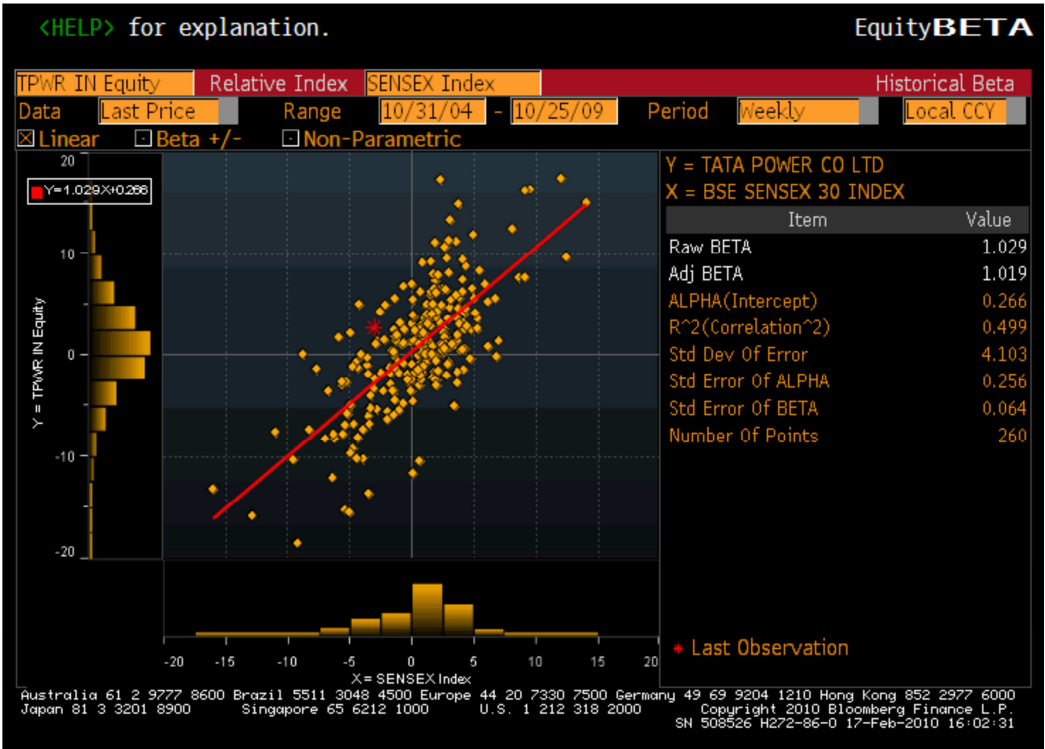 <HELP> for explanation.
EquityBETA
TPWR IN Equity Relative Index SENSEX Index Historical Beta
Data Last Price Range 10/31/04 - 10/25/09 Period Weekly Local CCY
Linear Beta +/- Non-Parametric
Y = TATA POWER CO LTD
X = BSE SENSEX 30 INDEX
Item Value
Raw BETA 1.029
Adj BETA 1.019
ALPHA(Intercept) 0.266
R^2(Correlation^2) 0.499
Std Dev Of Error 4.103
Std Error Of ALPHA 0.256
Std Error Of BETA 0.064
Number Of Points 260
* Last Observation
20
Y=1.029X+0.266
10
0
-10
-20
Y = TPWR IN Equity
-15 -10 -5 0 5 10 15 20
-20 -15 -10 -5 0 5 10 15 20
X = SENSEX Index
Australia 61 2 9777 8600 Brazil 5511 3048 4500 Europe 44 20 7330 7500 Germany 49 69 9204 1210 Hong Kong 852 2977 6000
Japan 81 3 3201 8900 Singapore 65 6212 1000 U.S. 1 212 318 2000 Copyright 2010 Bloomberg Finance L.P.
SN 508526 H272-86-0 17-Feb-2010 16:02:31